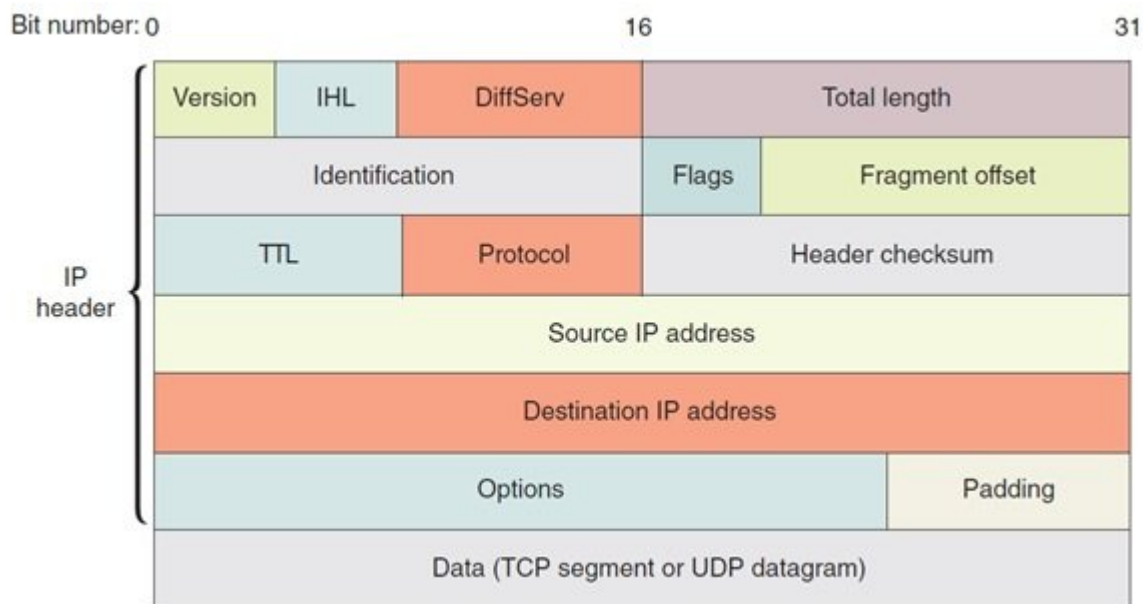 Bit number: 0 16 31
Version IHL DiffServ Total length
Identification Flags Fragment offset
TTL Protocol Header checksum
IP
header
Source IP address
Destination IP address
Options Padding
Data (TCP segment or UDP datagram)